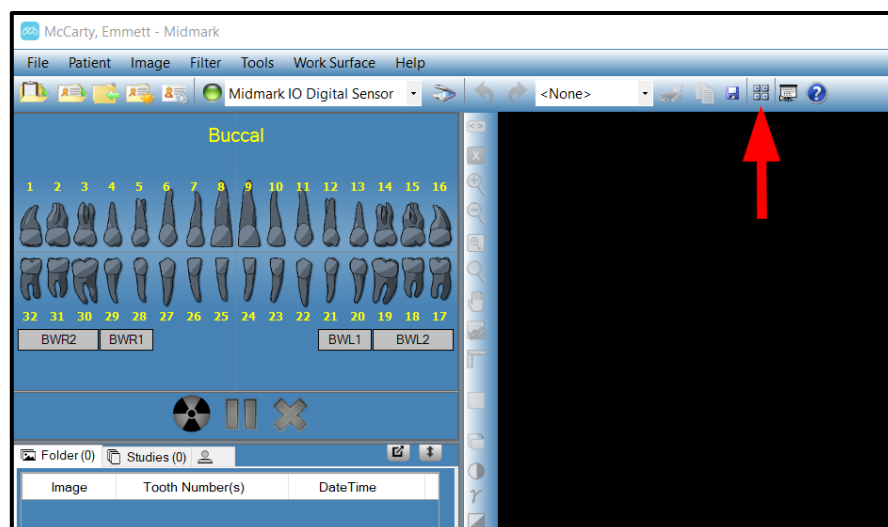 McCarty, Emmett - Midmark
File Patient Image Filter Tools Work Surface Help
Midmark IO Digital Sensor <None> ?
Buccal
1 2 3 4 5 6 7 8 9 10 11 12 13 14 15 16
32 31 30 29 28 27 26 25 24 23 22 21 20 19 18 17
BWR2 BWR1 BWL1 BWL2
Folder (0) Studies (0)
Image Tooth Number(s) DateTime
γ